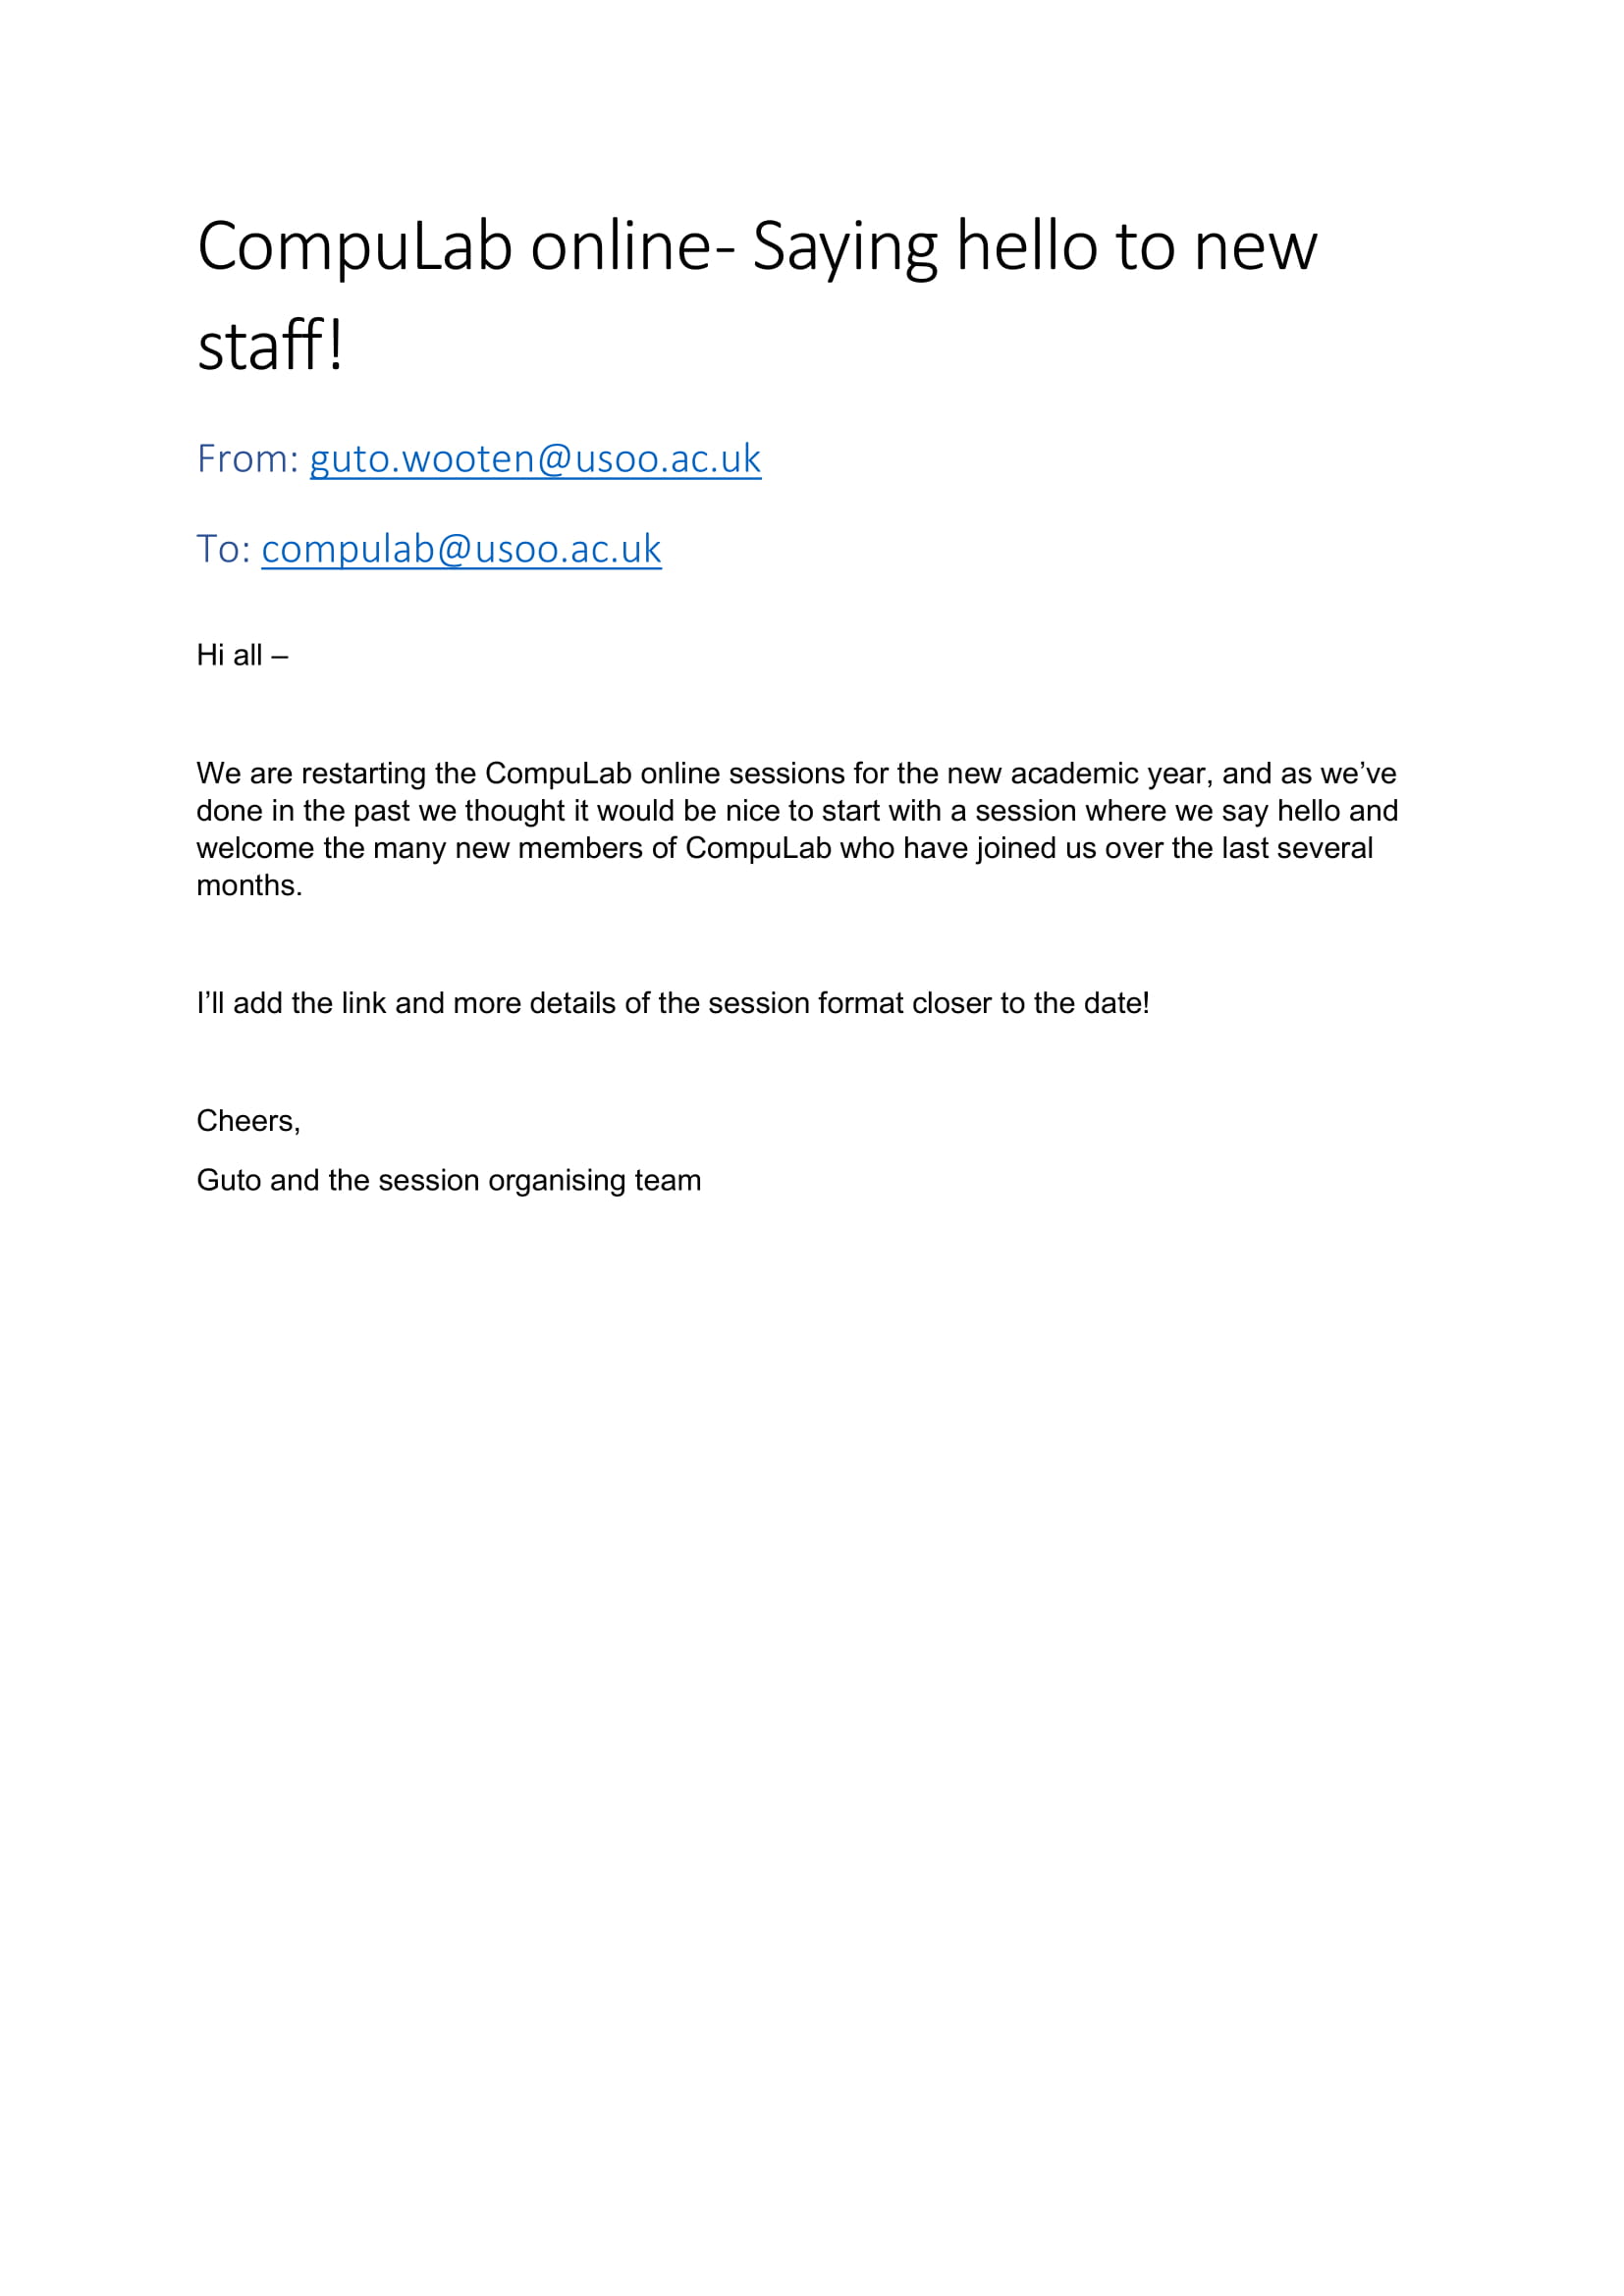 CompuLab online- Saying hello to new
staff!
From: guto.wooten@usoo.ac.uk
To: compulab@usoo.ac.uk
Hi all –
We are restarting the CompuLab online sessions for the new academic year, and as we’ve
done in the past we thought it would be nice to start with a session where we say hello and
welcome the many new members of CompuLab who have joined us over the last several
months.
I’ll add the link and more details of the session format closer to the date!
Cheers,
Guto and the session organising team